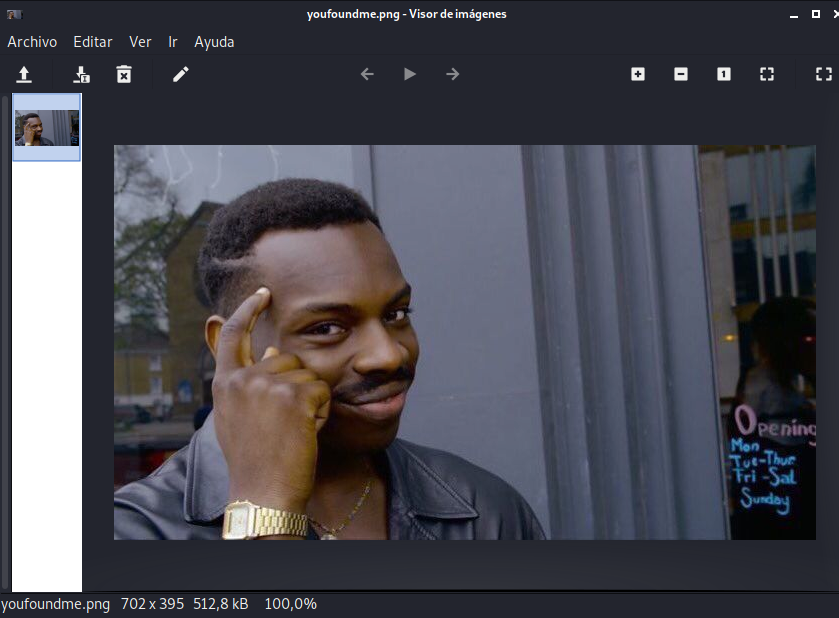 youfoundme.png - Visor de imágenes
Archivo Editar Ver Ir Ayuda
1
Opening
Mon
Tue-Thur
Fri -Sat
Sunday
youfoundme.png 702 x 395 512,8 kB 100,0%